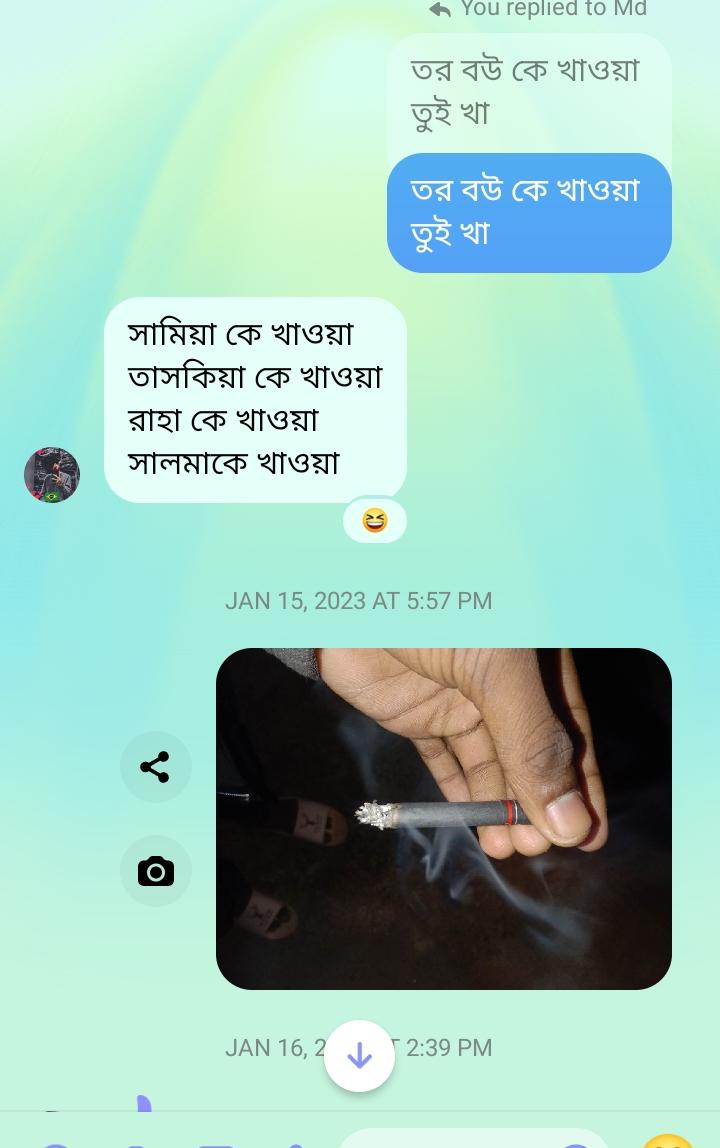 You replied to Md
তর বউ কে খাওয়া
তুই খা
তর বউ কে খাওয়া
তুই খা
সামিয়া কে খাওয়া
তাসকিয়া কে খাওয়া
রাহা কে খাওয়া
সালমাকে খাওয়া
JAN 15, 2023 AT 5:57 PM
JAN 16, 2 T 2:39 PM